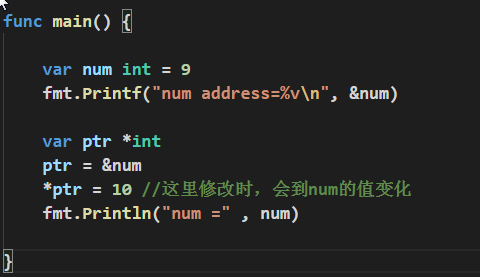 func main() {
var num int = 9
fmt.Printf("num address=%v\n", &num)
var ptr *int
ptr = &num
*ptr = 10 //这里修改时，会到num的值变化
fmt.Println("num =" , num)
}